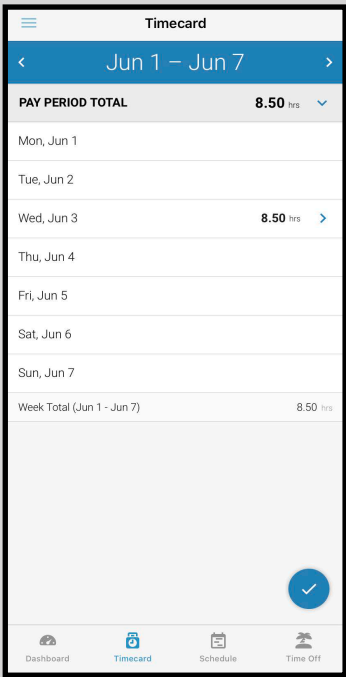 Timecard
Jun 1 – Jun 7
PAY PERIOD TOTAL 8.50 hrs
Mon, Jun 1
Tue, Jun 2
Wed, Jun 3 8.50 hrs
Thu, Jun 4
Fri, Jun 5
Sat, Jun 6
Sun, Jun 7
Week Total (Jun 1 - Jun 7) 8.50 hrs
Dashboard Timecard Schedule Time Off